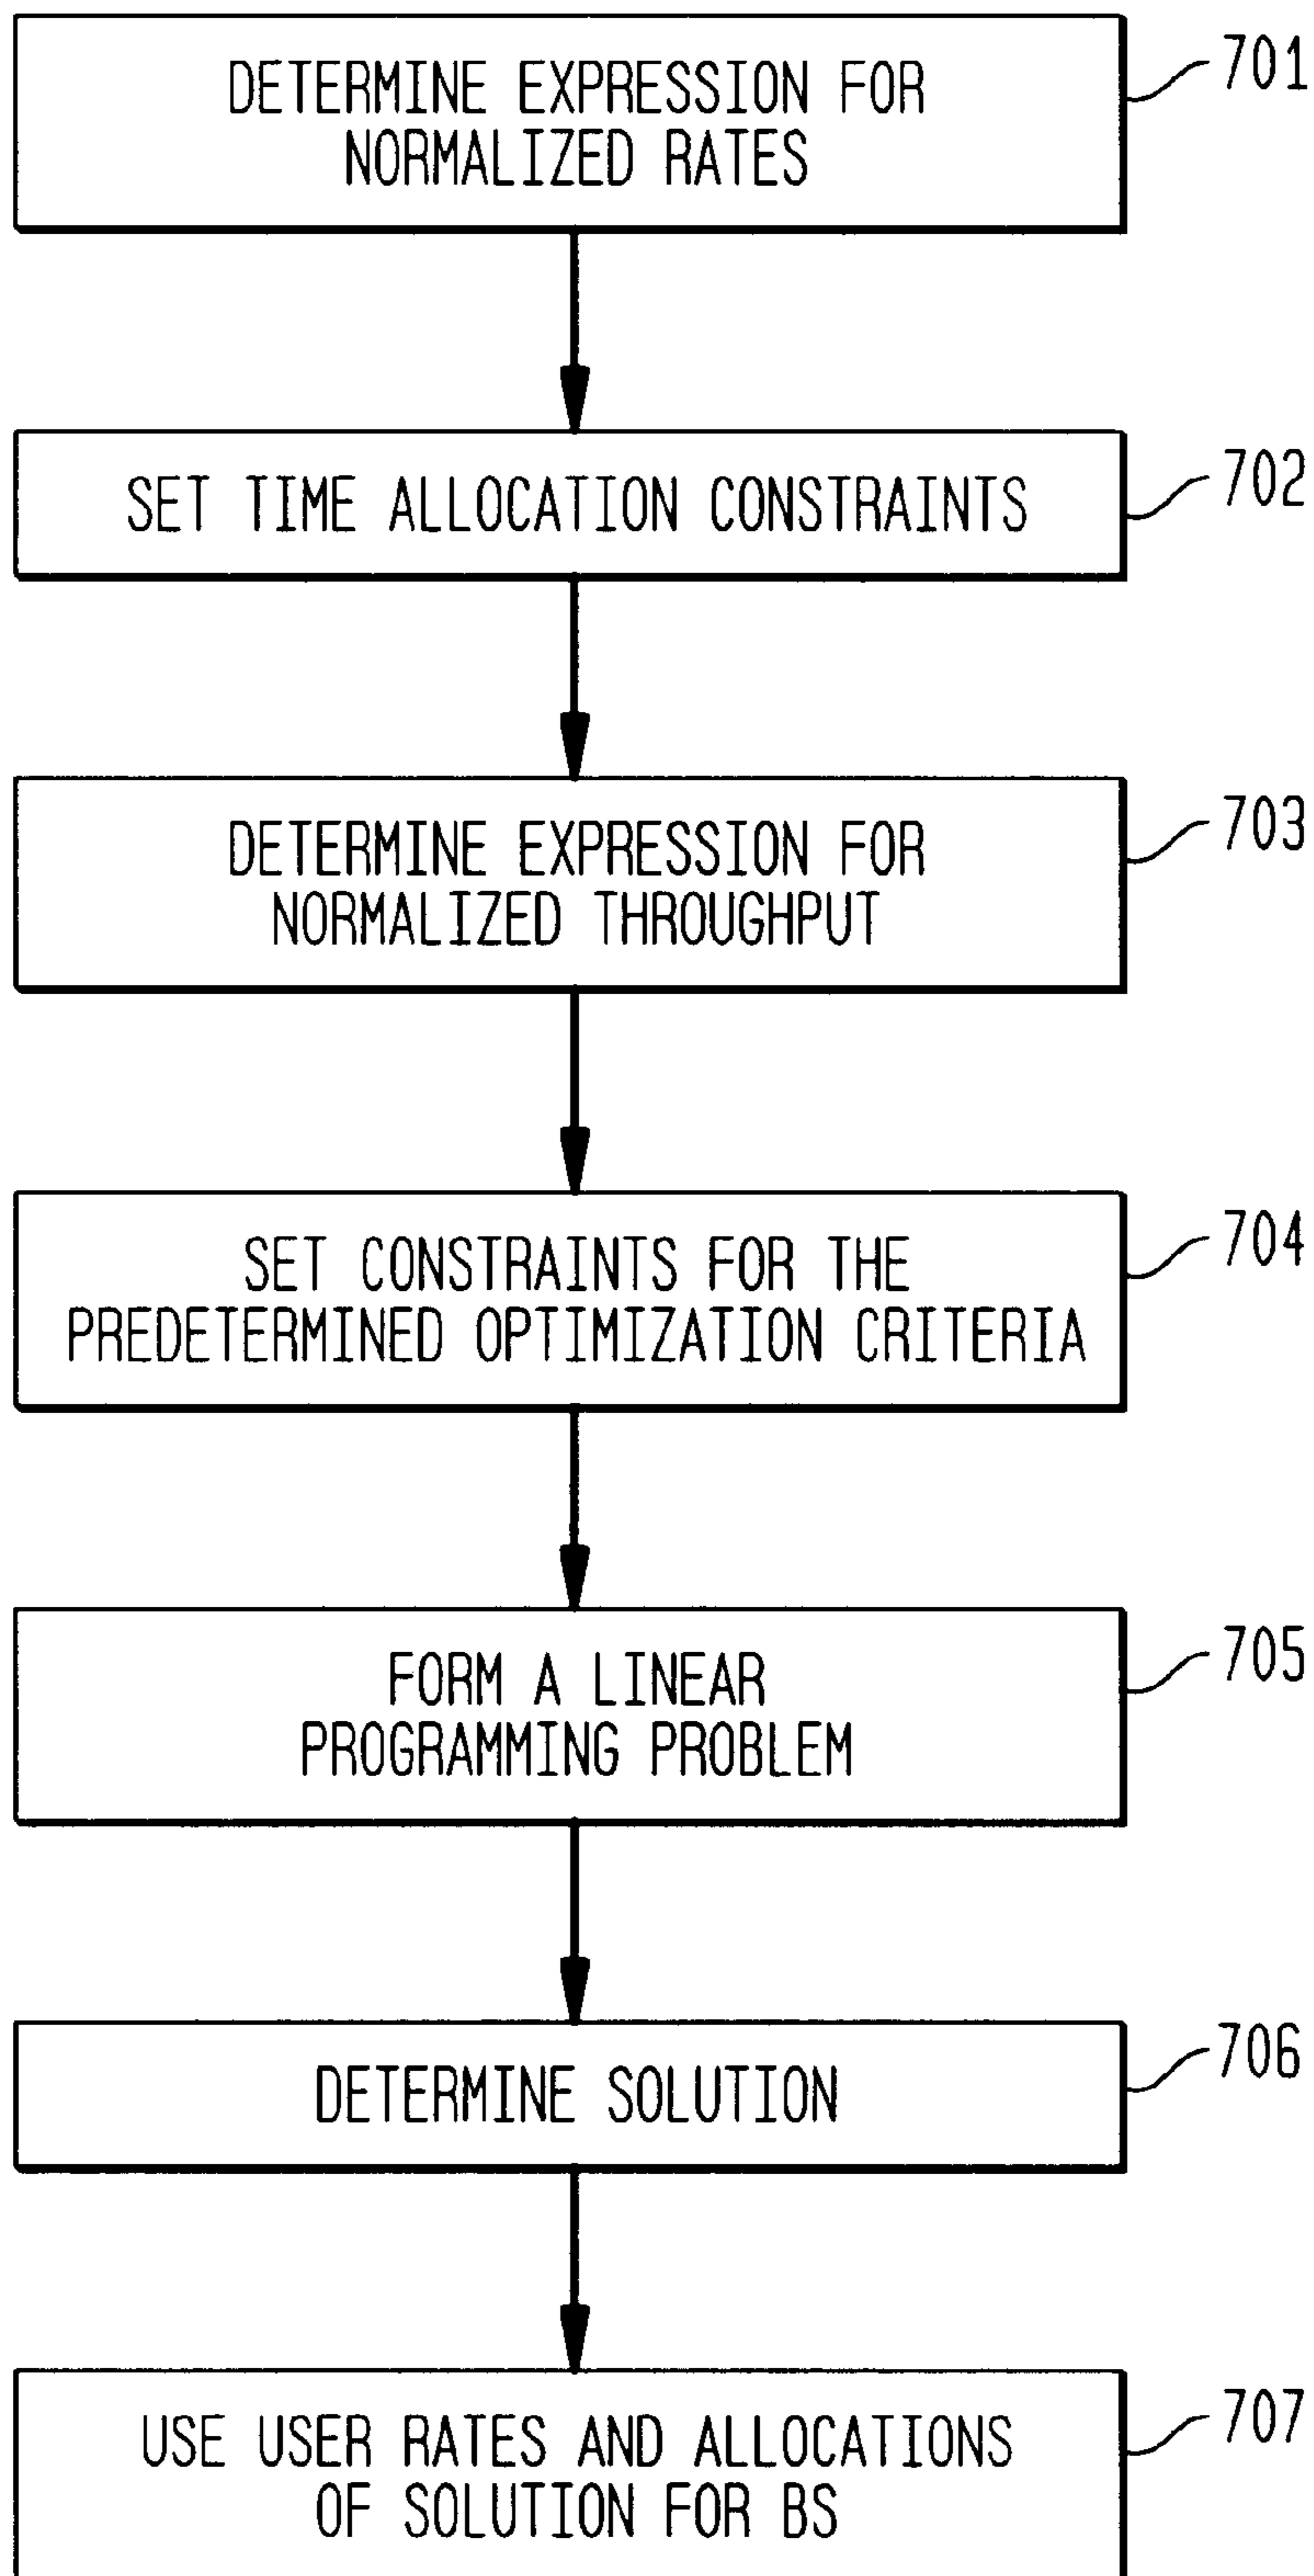 DETERMINE EXPRESSION FOR
NORMALIZED RATES
701
SET TIME ALLOCATION CONSTRAINTS
702
DETERMINE EXPRESSION FOR
NORMALIZED THROUGHPUT
703
SET CONSTRAINTS FOR THE
PREDETERMINED OPTIMIZATION CRITERIA
704
FORM A LINEAR
PROGRAMMING PROBLEM
705
DETERMINE SOLUTION
706
USE USER RATES AND ALLOCATIONS
OF SOLUTION FOR BS
707